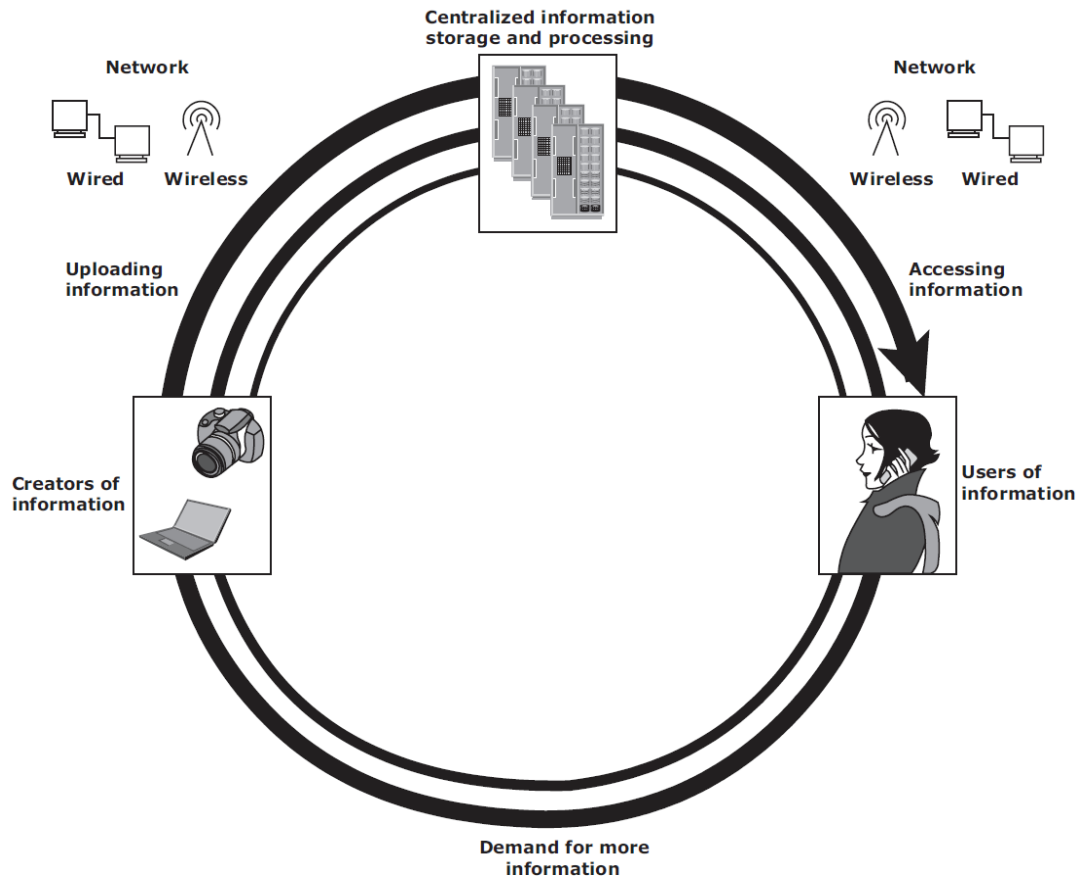 Centralized information
storage and processing
Network
Wired
Wireless
Network
Wireless
Wired
Uploading
information
Accessing
information
Creators of
information
Users of
information
Demand for more
information